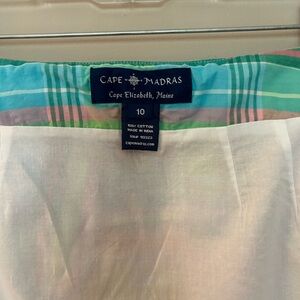 CAPE MADRAS
Cape Elizabeth, Maine
10
100% COTTON
MADE IN INDIA
capemadras.com